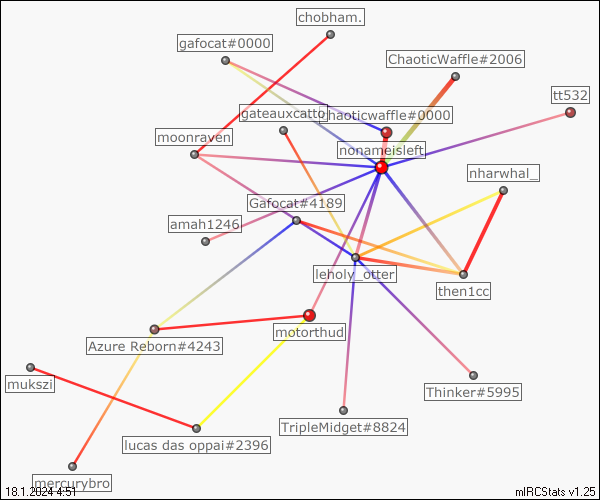 chobham.
gafocat#0000
ChaoticWaffle#2006
tt532
gateauxcatto
chaoticwaffle#0000
moonraven
nonameisleft
nharwhal_
Gafocat#4189
amah1246
leholy_otter
then1cc
motorthud
Azure Reborn#4243
mukszi
Thinker#5995
TripleMidget#8824
lucas das oppai#2396
mercurybro
18.1.2024 4:51
mIRCStats v1.25